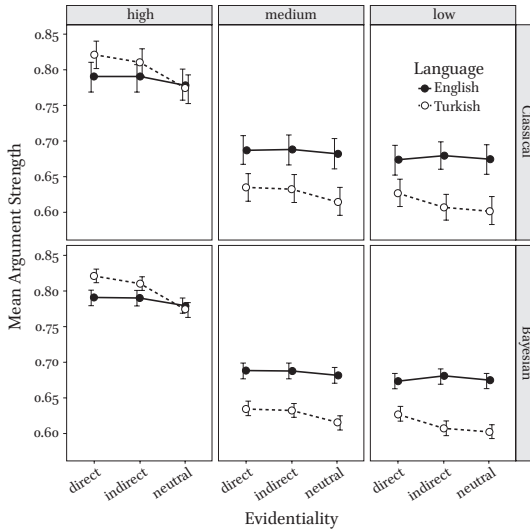 high medium low
0.85
0.80
0.75
0.70
0.65
0.60
Language
English
Turkish
Classical
0.85
0.80
0.75
0.70
0.65
0.60
Bayesian
Mean Argument Strength
direct indirect neutral direct indirect neutral direct indirect neutral
Evidentiality